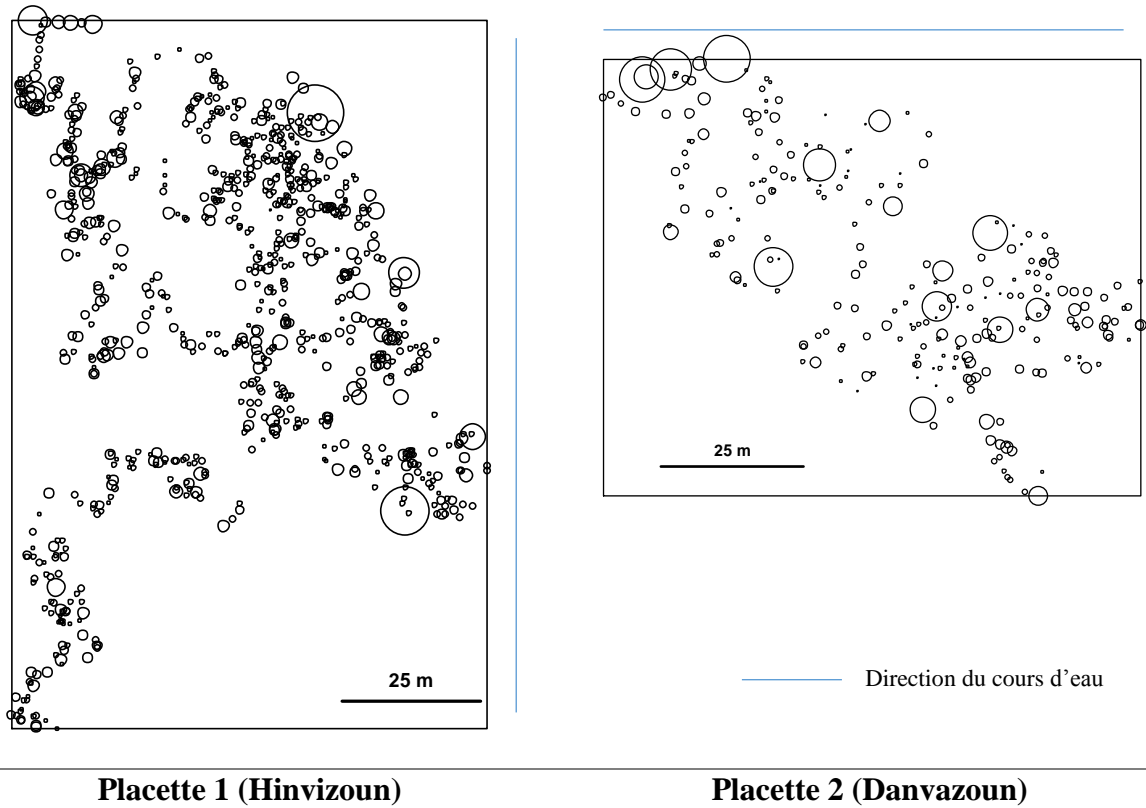 25 m
25 m
Direction du cours d'eau
Placette 1 (Hinvizoun)
Placette 2 (Danvazoun)